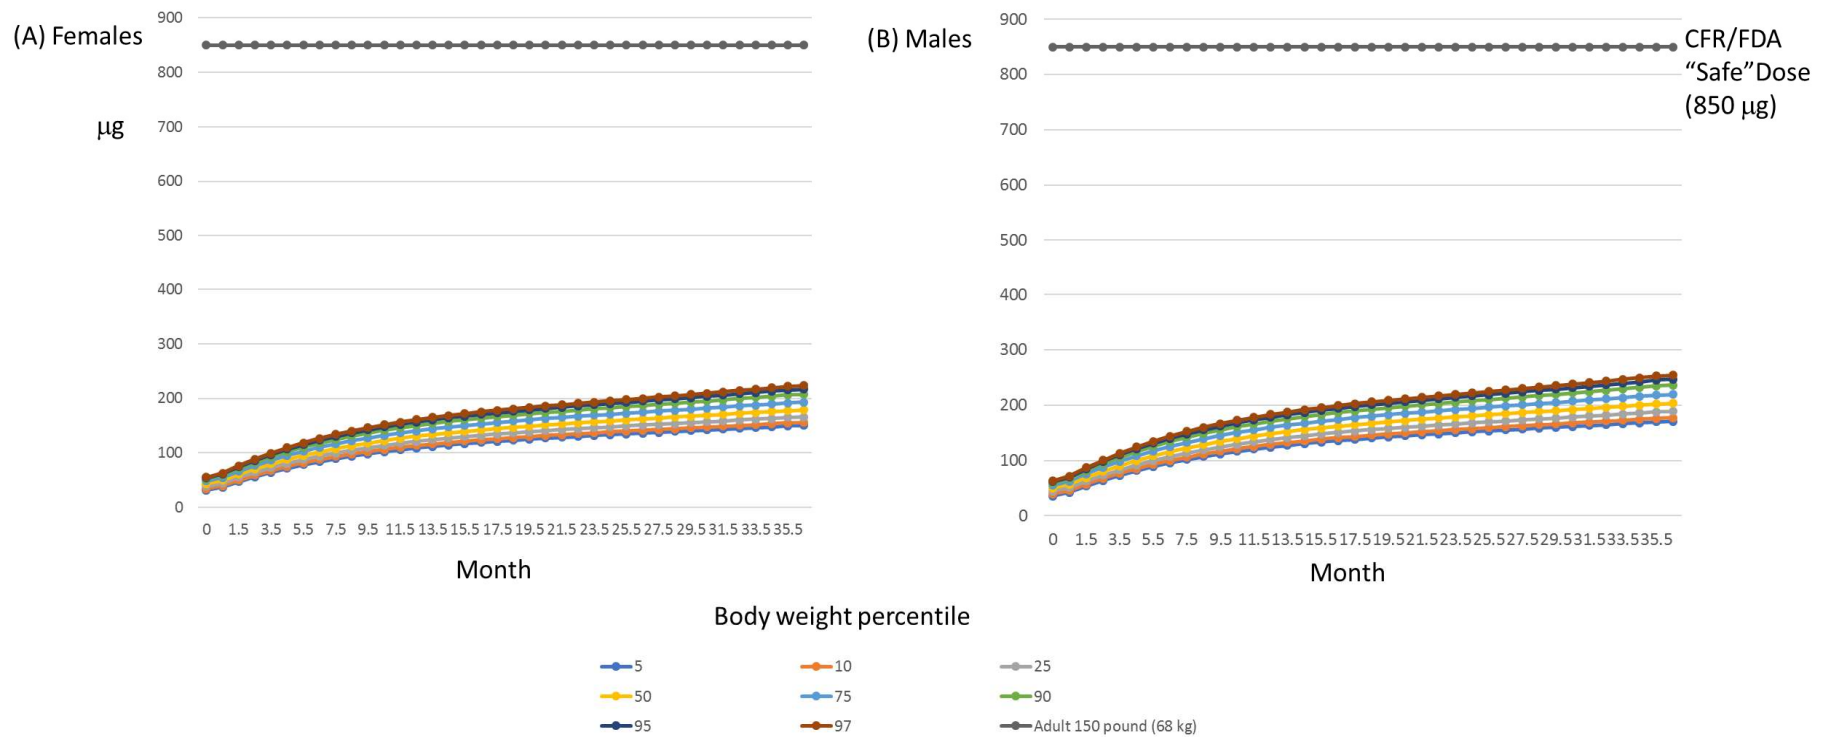 (A) Females
μg
900
800
700
600
500
400
300
200
100
0
0 1.5 3.5 5.5 7.5 9.5 11.5 13.5 15.5 17.5 19.5 21.5 23.5 25.5 27.5 29.5 31.5 33.5 35.5
Month
(B) Males
900
800
700
600
500
400
300
200
100
0
0 1.5 3.5 5.5 7.5 9.5 11.5 13.5 15.5 17.5 19.5 21.5 23.5 25.5 27.5 29.5 31.5 33.5 35.5
Month
CFR/FDA
“Safe”Dose
(850 μg)
Body weight percentile
5 10 25
50 75 90
95 97 Adult 150 pound (68 kg)